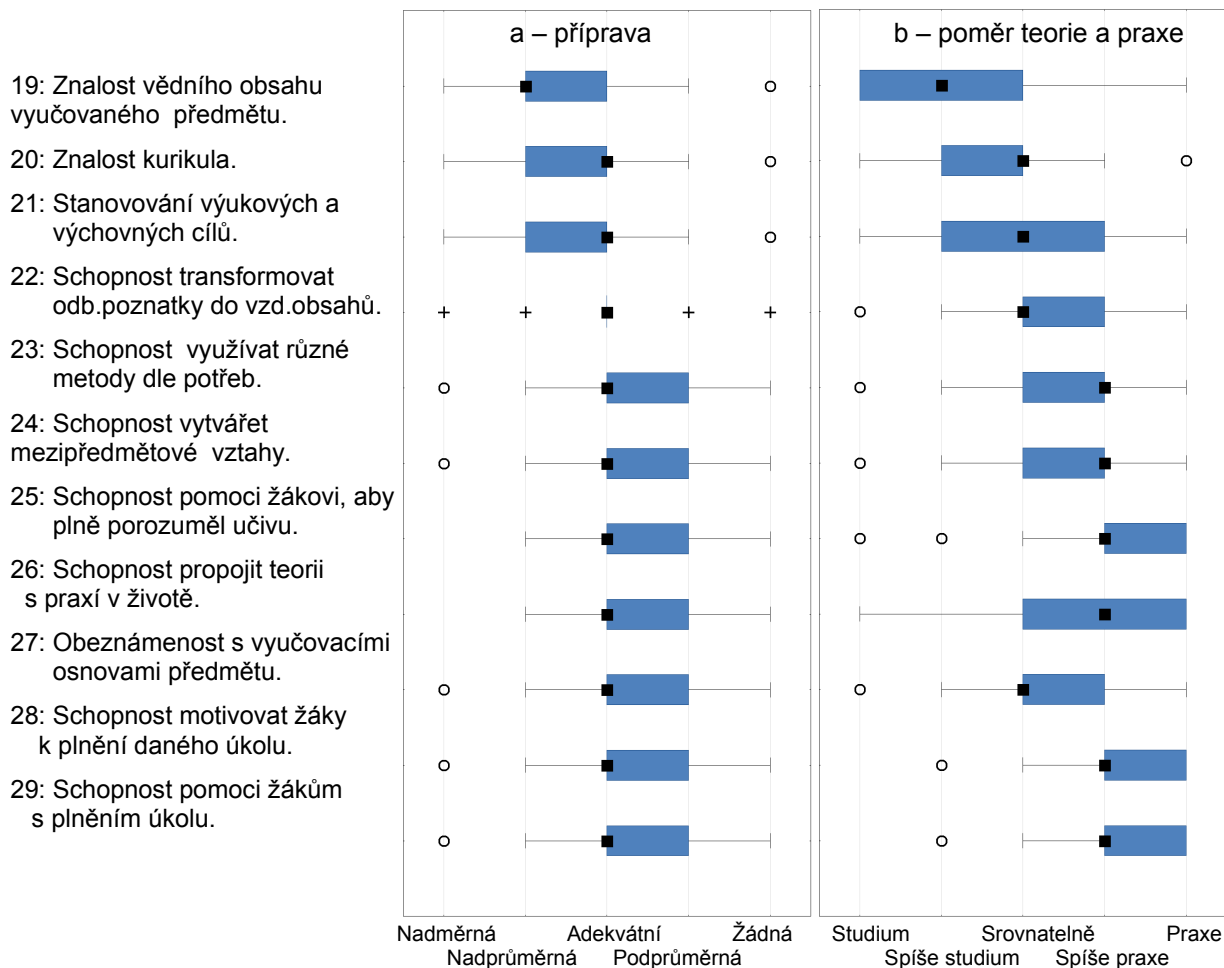 a – příprava
b – poměr teorie a praxe
19: Znalost vědního obsahu
vyučovaného předmětu.
20: Znalost kurikula.
21: Stanovování výukových a
výchovných cílů.
22: Schopnost transformovat
odb.poznatky do vzd.obsahů.
23: Schopnost využívat různé
metody dle potřeb.
24: Schopnost vytvářet
mezipředmětové vztahy.
25: Schopnost pomoci žákovi, aby
plně porozuměl učivu.
26: Schopnost propojit teorii
s praxí v životě.
27: Obeznámenost s vyučovacími
osnovami předmětu.
28: Schopnost motivovat žáky
k plnění daného úkolu.
29: Schopnost pomoci žákům
s plněním úkolu.
Nadměrná Adekvátní Žádná
Nadprůměrná Podprůměrná
Studium Srovnatelně Praxe
Spíše studium Spíše praxe